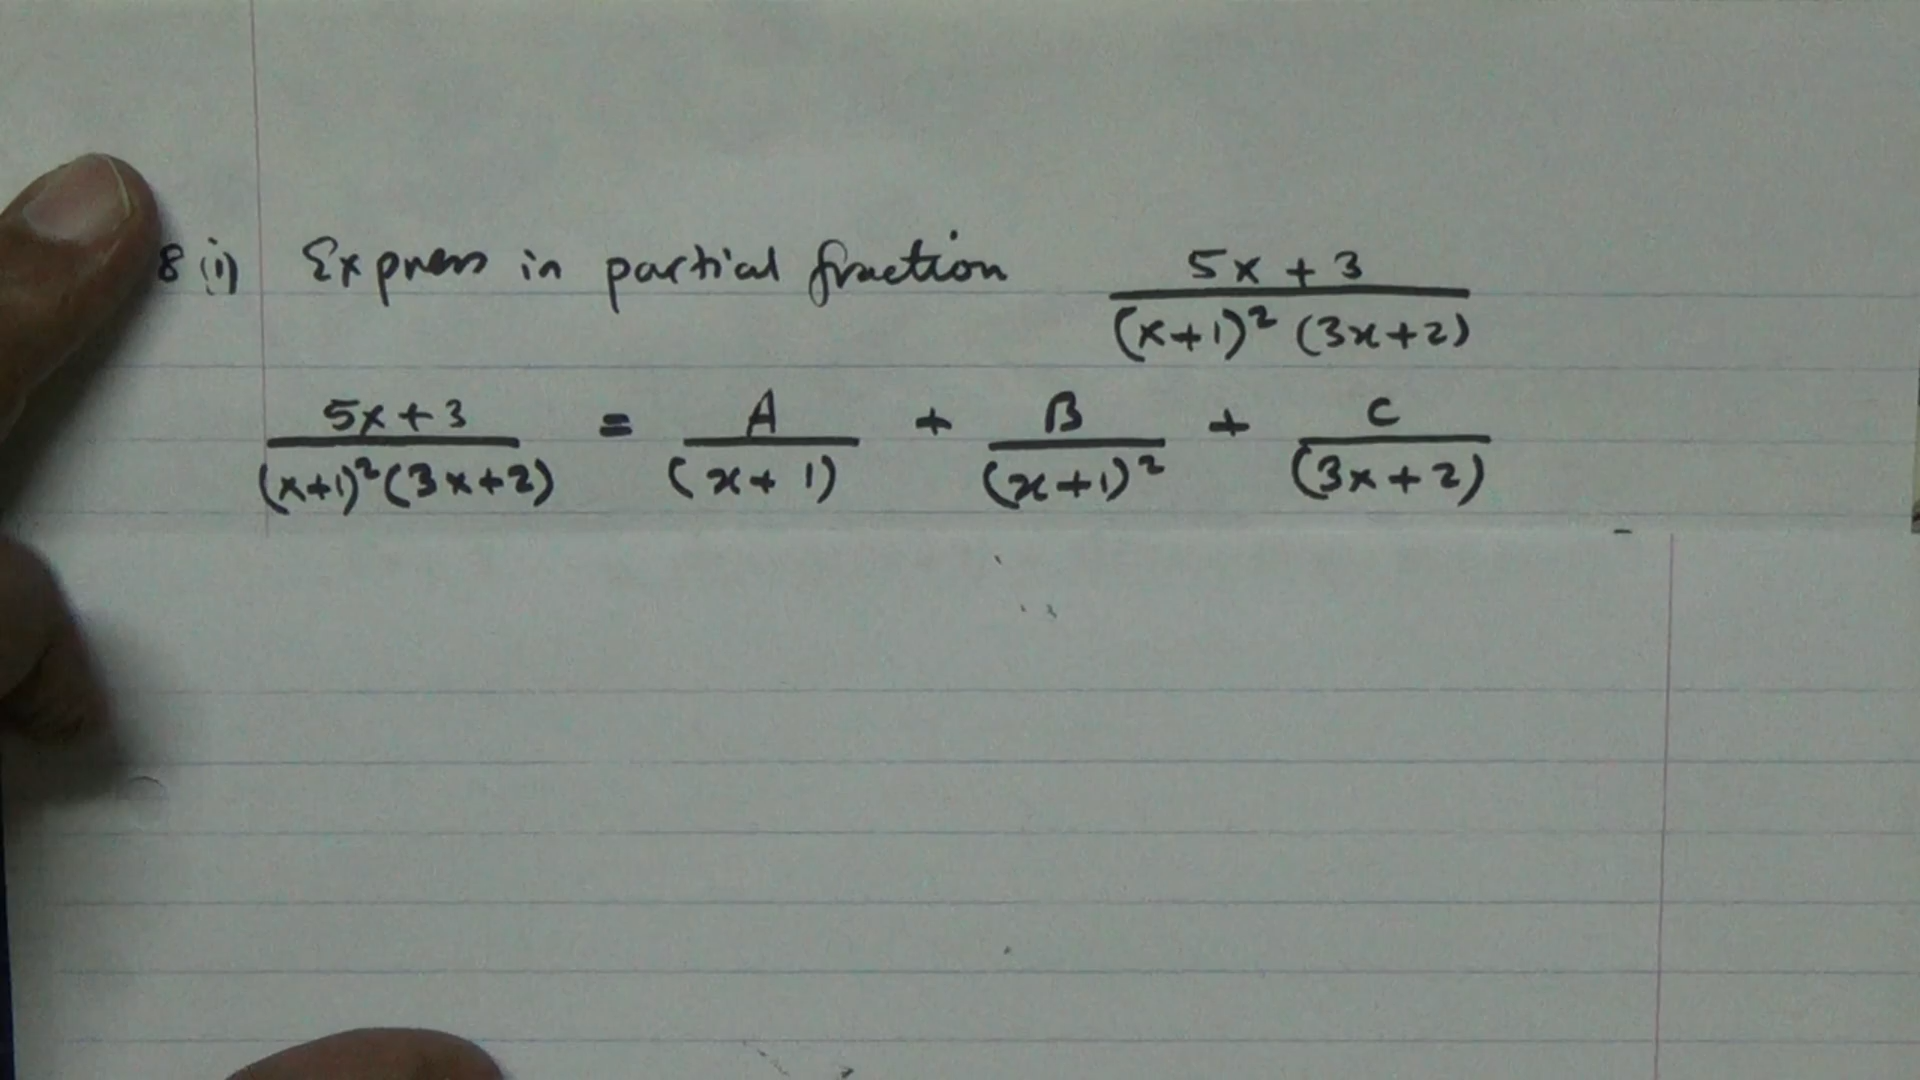 8 (i) Express in partial fraction (5x + 3)/((x+1)² (3x+2))
(5x + 3)/((x+1)² (3x+2)) = A/(x + 1) + B/(x+1)² + C/(3x + 2)